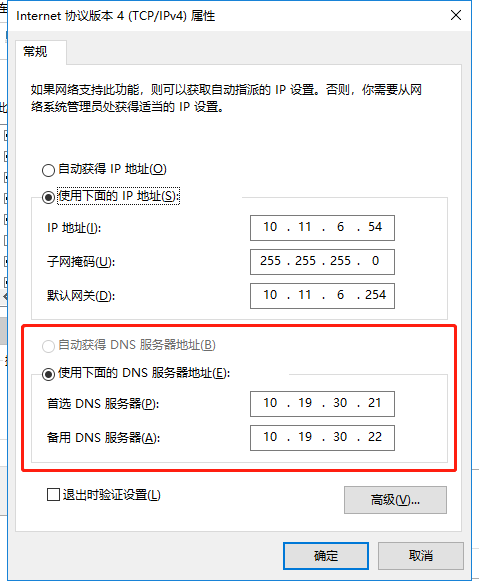 Internet 协议版本 4 (TCP/IPv4) 属性
常规
如果网络支持此功能，则可以获取自动指派的 IP 设置。否则，你需要从网
络系统管理员处获得适当的 IP 设置。
自动获得 IP 地址(O)
使用下面的 IP 地址(S):
IP 地址(I): 10 . 11 . 6 . 54
子网掩码(U): 255 . 255 . 255 . 0
默认网关(D): 10 . 11 . 6 . 254
自动获得 DNS 服务器地址(B)
使用下面的 DNS 服务器地址(E):
首选 DNS 服务器(P): 10 . 19 . 30 . 21
备用 DNS 服务器(A): 10 . 19 . 30 . 22
退出时验证设置(L)
高级(V)...
确定 取消